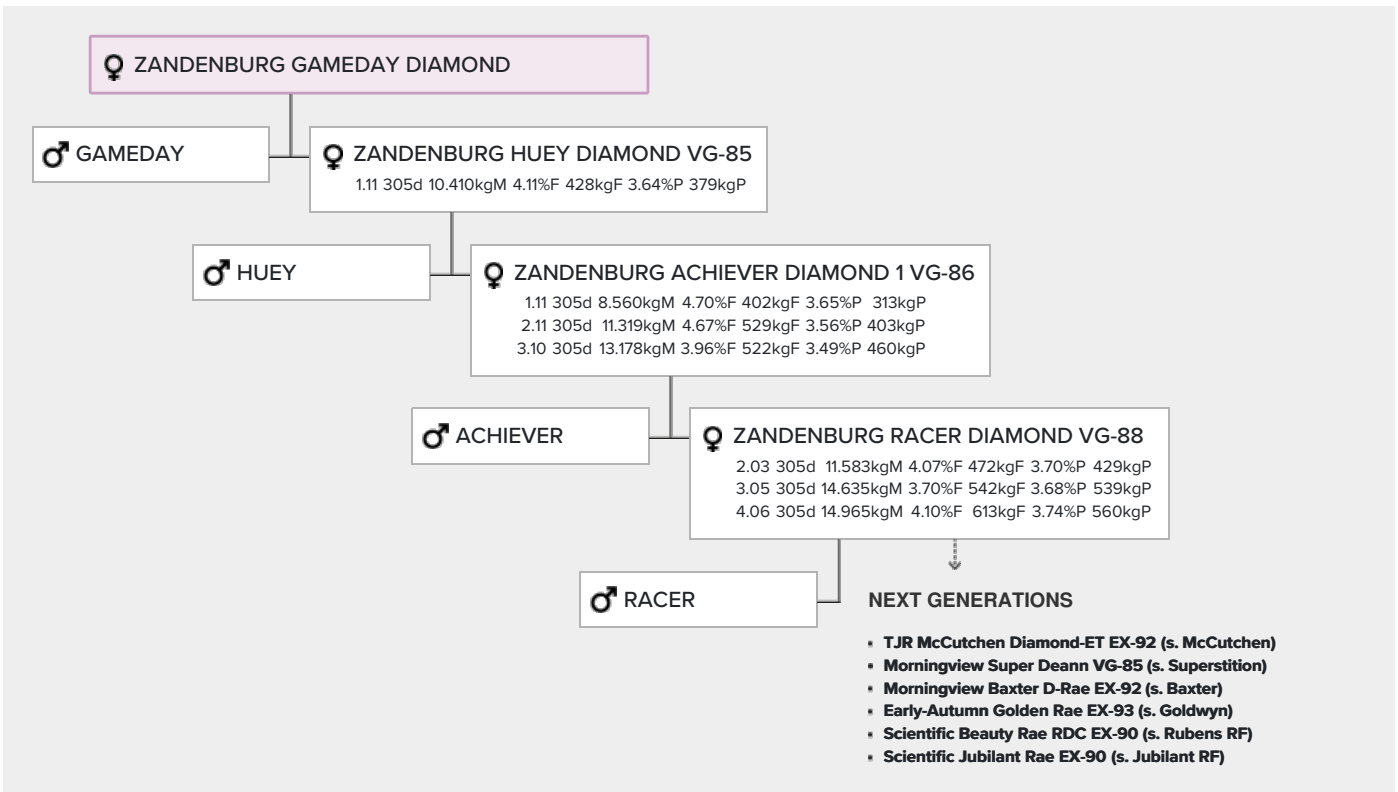 ZANDENBURG GAMEDAY DIAMOND
GAMEDAY
ZANDENBURG HUEY DIAMOND VG-85
1.11 305d 10.410kgM 4.11%F 428kgF 3.64%P 379kgP
HUEY
ZANDENBURG ACHIEVER DIAMOND 1 VG-86
1.11 305d 8.560kgM 4.70%F 402kgF 3.65%P 313kgP
2.11 305d 11.319kgM 4.67%F 529kgF 3.56%P 403kgP
3.10 305d 13.178kgM 3.96%F 522kgF 3.49%P 460kgP
ACHIEVER
ZANDENBURG RACER DIAMOND VG-88
2.03 305d 11.583kgM 4.07%F 472kgF 3.70%P 429kgP
3.05 305d 14.635kgM 3.70%F 542kgF 3.68%P 539kgP
4.06 305d 14.965kgM 4.10%F 613kgF 3.74%P 560kgP
RACER
NEXT GENERATIONS
TJR McCutchen Diamond-ET EX-92 (s. McCutchen)
Morningview Super Deann VG-85 (s. Superstition)
Morningview Baxter D-Rae EX-92 (s. Baxter)
Early-Autumn Golden Rae EX-93 (s. Goldwyn)
Scientific Beauty Rae RDC EX-90 (s. Rubens RF)
Scientific Jubilant Rae EX-90 (s. Jubilant RF)